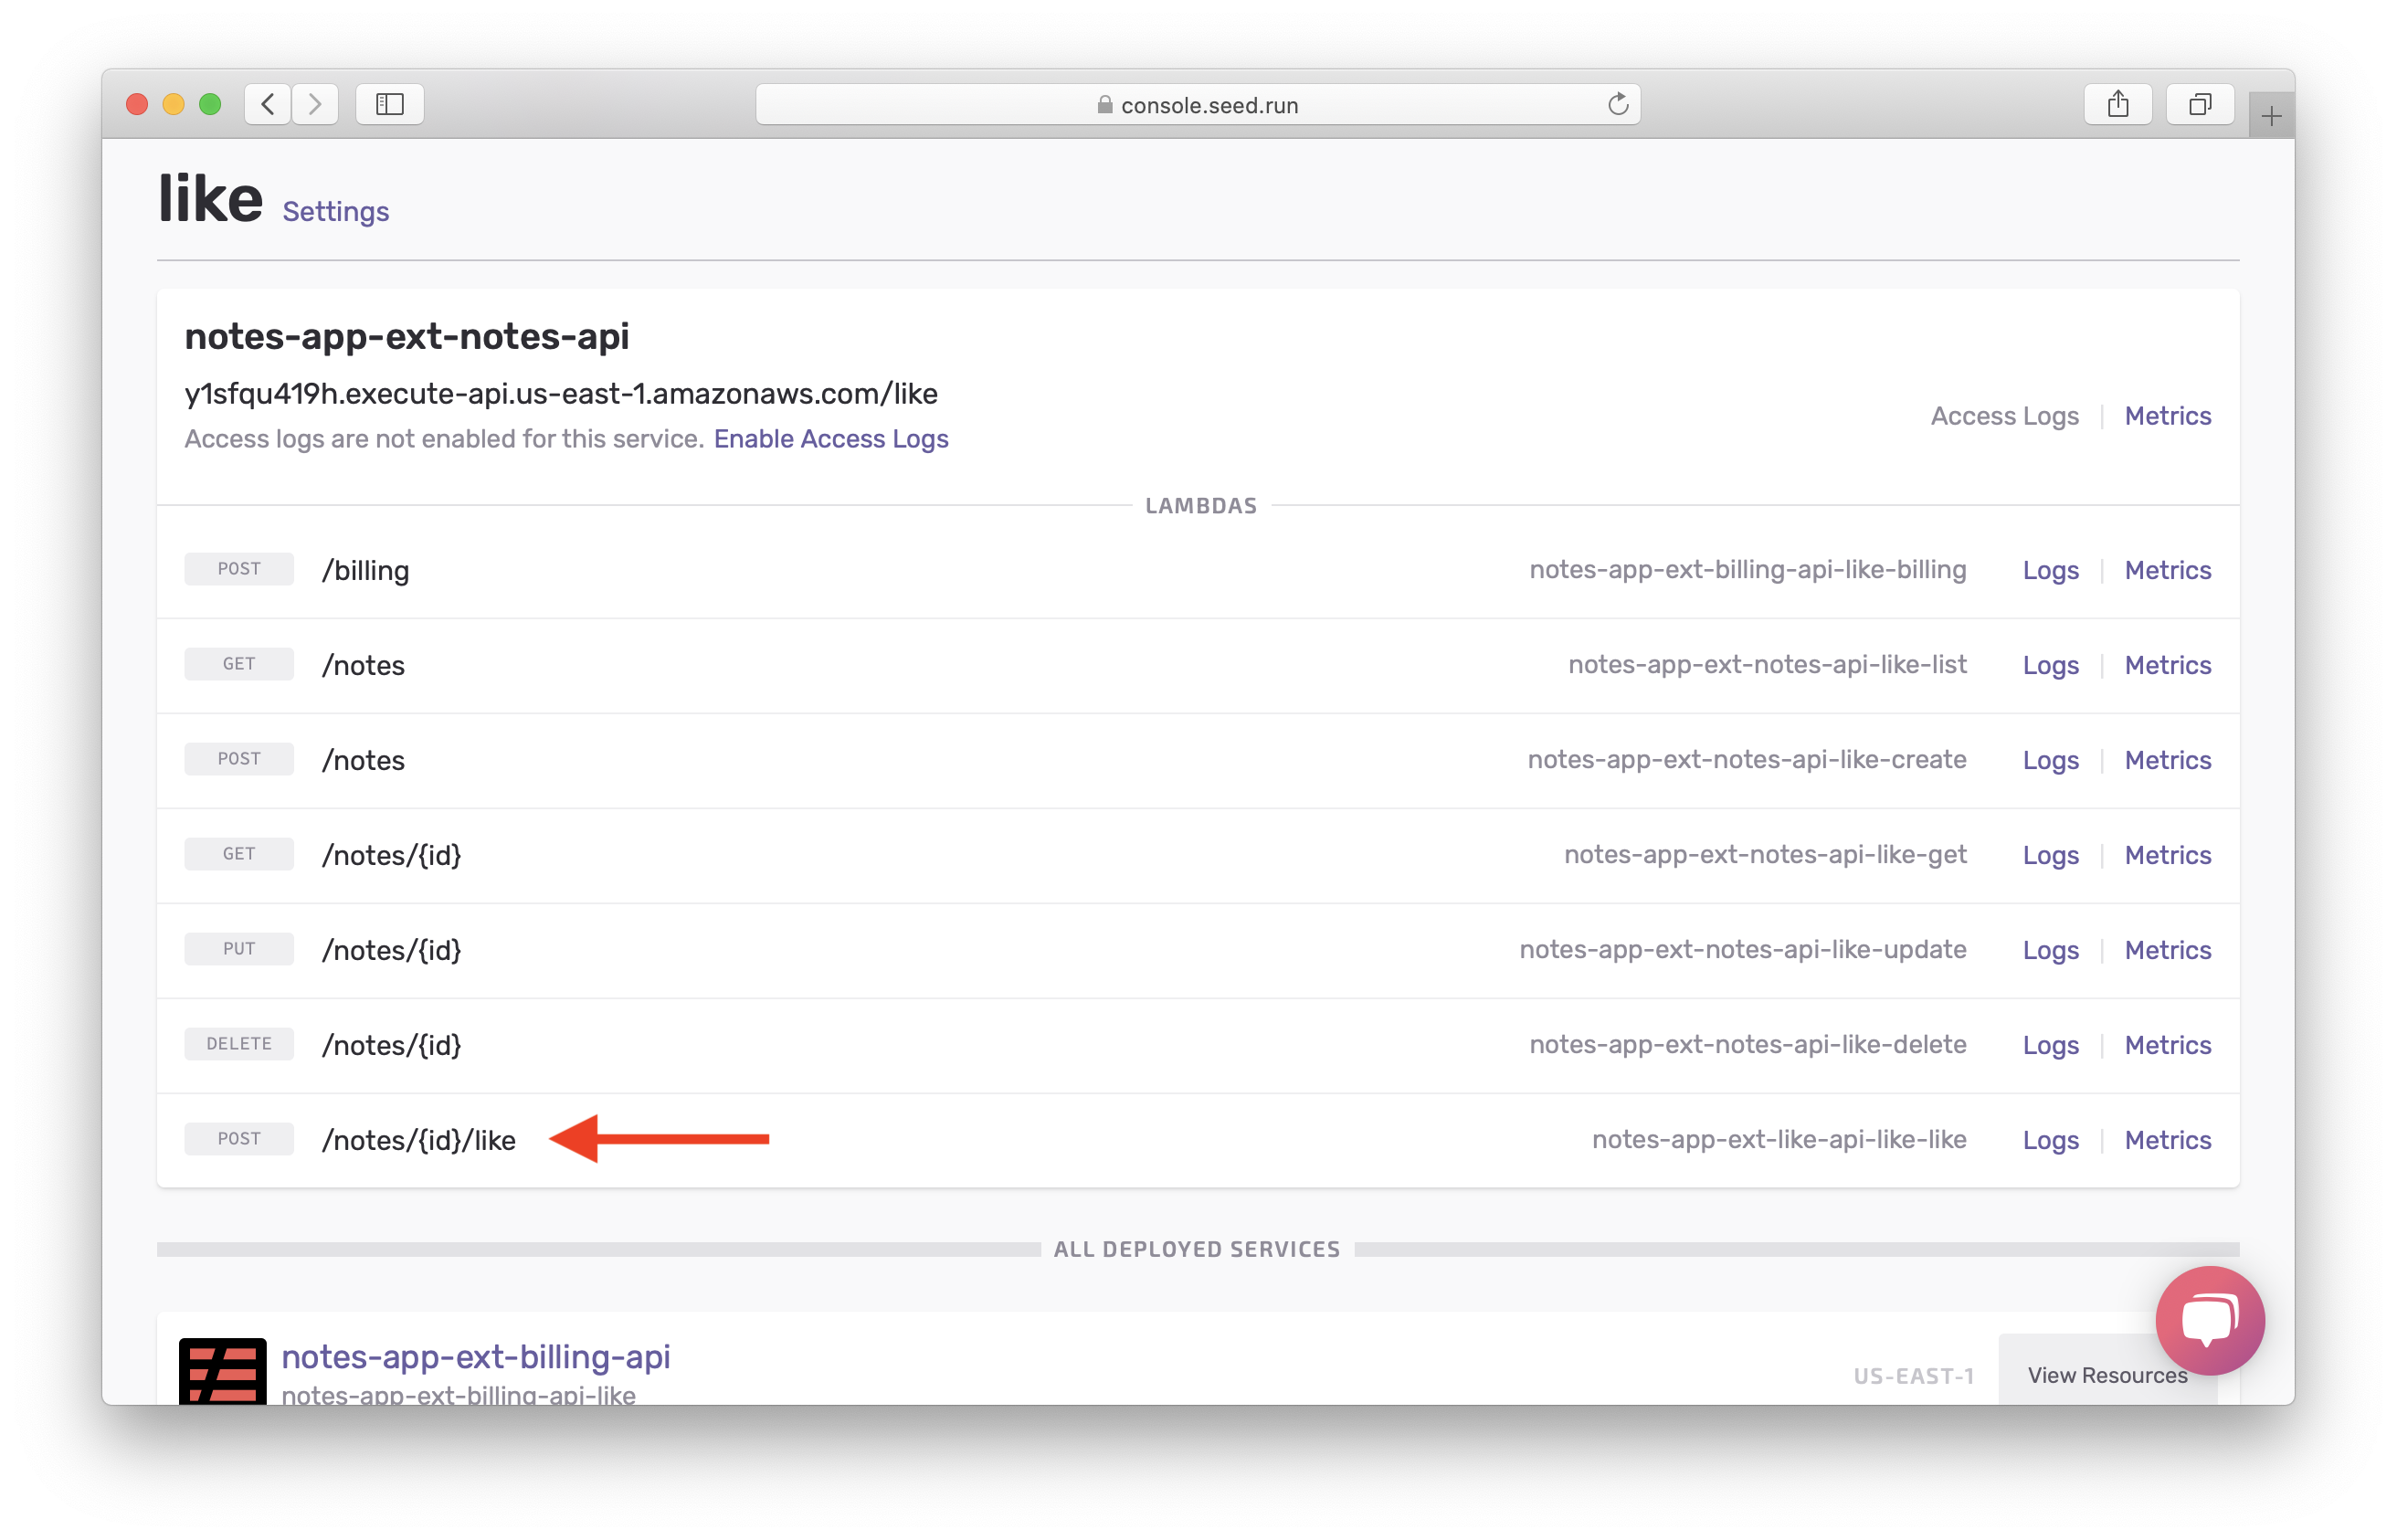 console.seed.run
like Settings
notes-app-ext-notes-api
y1sfqu419h.execute-api.us-east-1.amazonaws.com/like
Access logs are not enabled for this service. Enable Access Logs
Access Logs Metrics
LAMBDAS
POST /billing notes-app-ext-billing-api-like-billing Logs Metrics
GET /notes notes-app-ext-notes-api-like-list Logs Metrics
POST /notes notes-app-ext-notes-api-like-create Logs Metrics
GET /notes/{id} notes-app-ext-notes-api-like-get Logs Metrics
PUT /notes/{id} notes-app-ext-notes-api-like-update Logs Metrics
DELETE /notes/{id} notes-app-ext-notes-api-like-delete Logs Metrics
POST /notes/{id}/like notes-app-ext-like-api-like-like Logs Metrics
ALL DEPLOYED SERVICES
notes-app-ext-billing-api
notes-app-ext-billing-api-like
US-EAST-1 View Resources